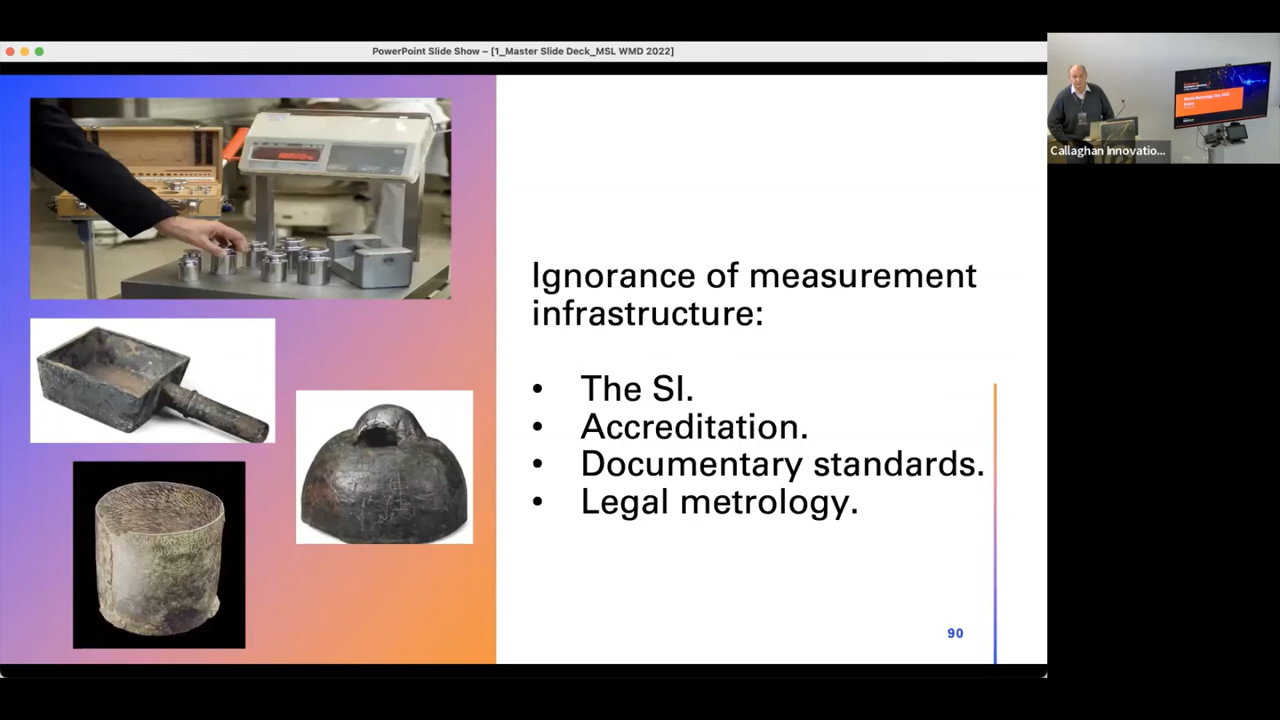 PowerPoint Slide Show – [1_Master Slide Deck_MSL WMD 2022]
Ignorance of measurement
infrastructure:
• The SI.
• Accreditation.
• Documentary standards.
• Legal metrology.
90
Callaghan Innovatio...